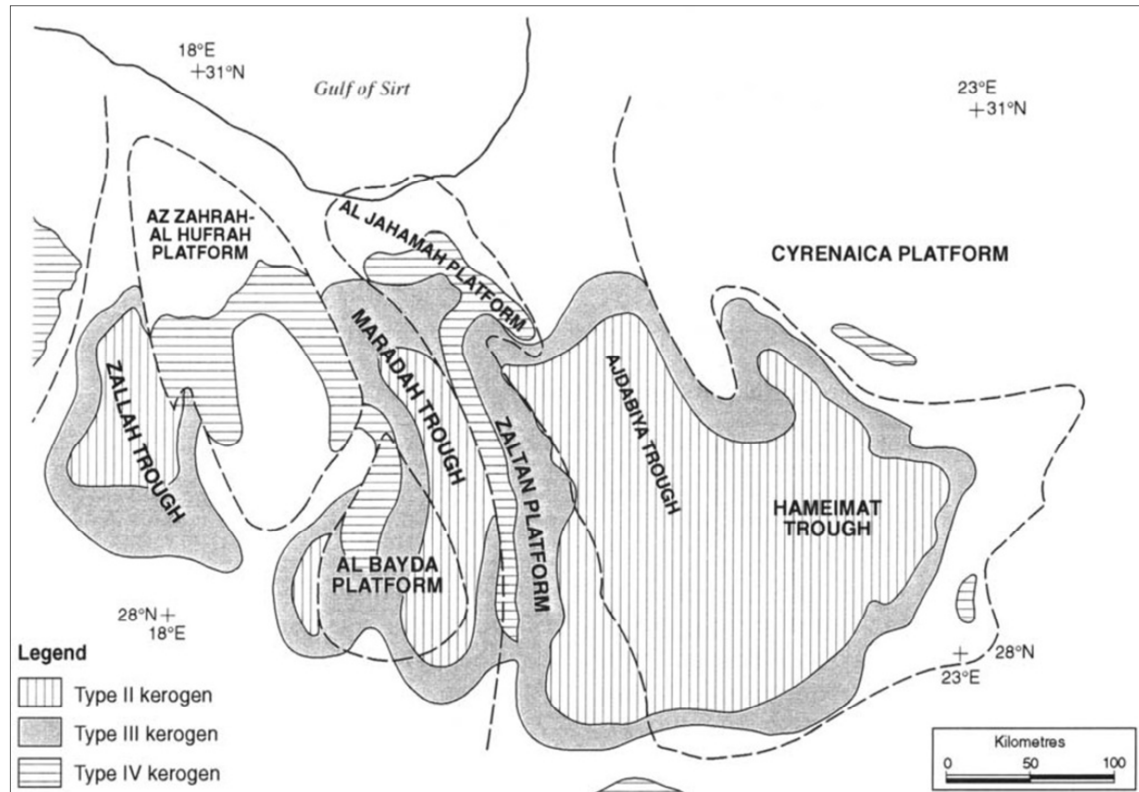 18°E
31°N
Gulf of Sirt
23°E
31°N
AZ ZAHRAH-
AL HUFRAH
PLATFORM
AL JAHAMAH PLATFORM
CYRENAICA PLATFORM
ZALLAH TROUGH
MARADAH TROUGH
ZALTAN PLATFORM
AJDABIYA TROUGH
HAMEIMAT
TROUGH
AL BAYDA
PLATFORM
28°N
18°E
28°N
23°E
Legend
Type II kerogen
Type III kerogen
Type IV kerogen
Kilometres
0 50 100